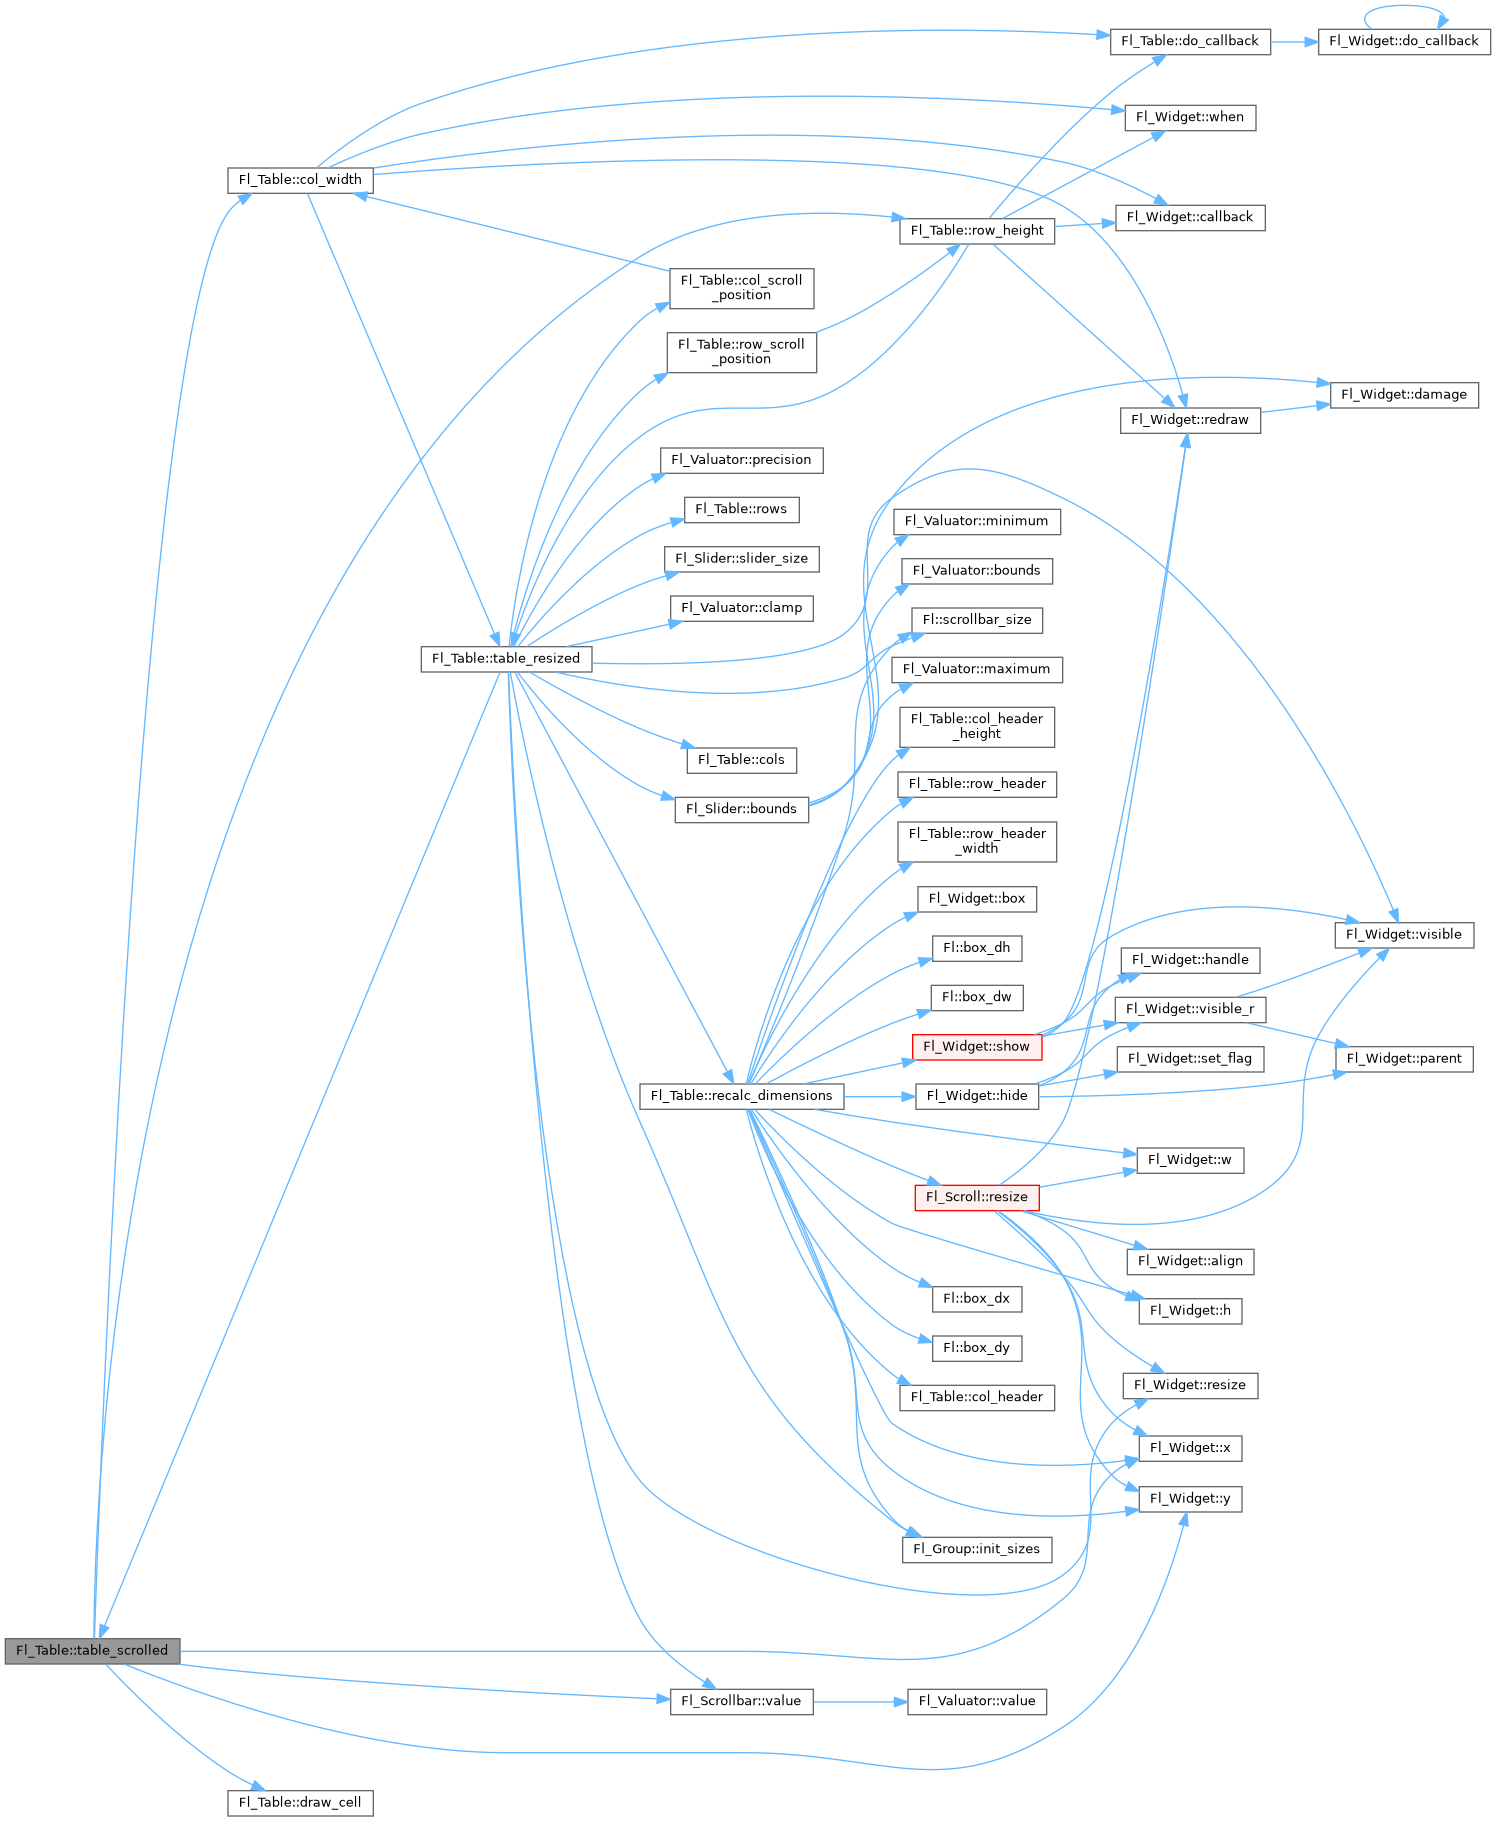 Fl_Table::do_callback
Fl_Widget::do_callback
Fl_Widget::when
Fl_Table::col_width
Fl_Widget::callback
Fl_Table::row_height
Fl_Table::col_scroll
_position
Fl_Table::row_scroll
_position
Fl_Widget::damage
Fl_Widget::redraw
Fl_Valuator::precision
Fl_Table::rows
Fl_Valuator::minimum
Fl_Slider::slider_size
Fl_Valuator::bounds
Fl_Valuator::clamp
Fl::scrollbar_size
Fl_Table::table_resized
Fl_Valuator::maximum
Fl_Table::col_header
_height
Fl_Table::cols
Fl_Table::row_header
Fl_Slider::bounds
Fl_Table::row_header
_width
Fl_Widget::box
Fl_Widget::visible
Fl::box_dh
Fl_Widget::handle
Fl::box_dw
Fl_Widget::visible_r
Fl_Widget::show
Fl_Widget::set_flag
Fl_Widget::parent
Fl_Table::recalc_dimensions
Fl_Widget::hide
Fl_Widget::w
Fl_Scroll::resize
Fl_Widget::align
Fl::box_dx
Fl_Widget::h
Fl::box_dy
Fl_Widget::resize
Fl_Table::col_header
Fl_Widget::x
Fl_Widget::y
Fl_Group::init_sizes
Fl_Table::table_scrolled
Fl_Scrollbar::value
Fl_Valuator::value
Fl_Table::draw_cell